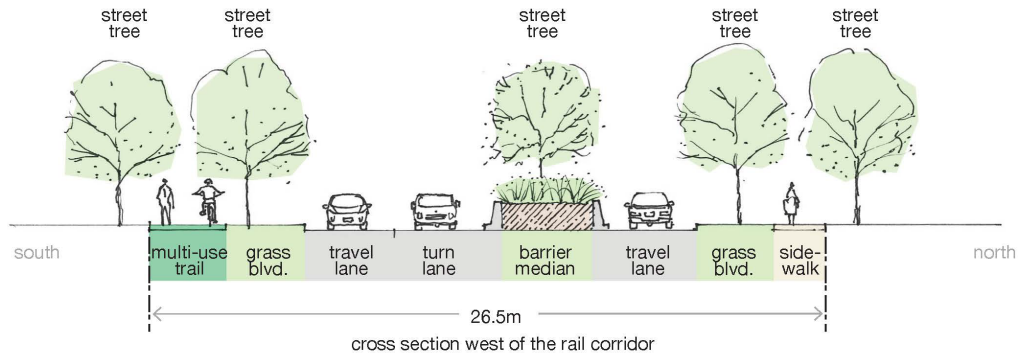 street
tree
street
tree
street
tree
street
tree
street
tree
south
multi-use
trail
grass
blvd.
travel
lane
turn
lane
barrier
median
travel
lane
grass
blvd.
side-
walk
north
26.5m
cross section west of the rail corridor